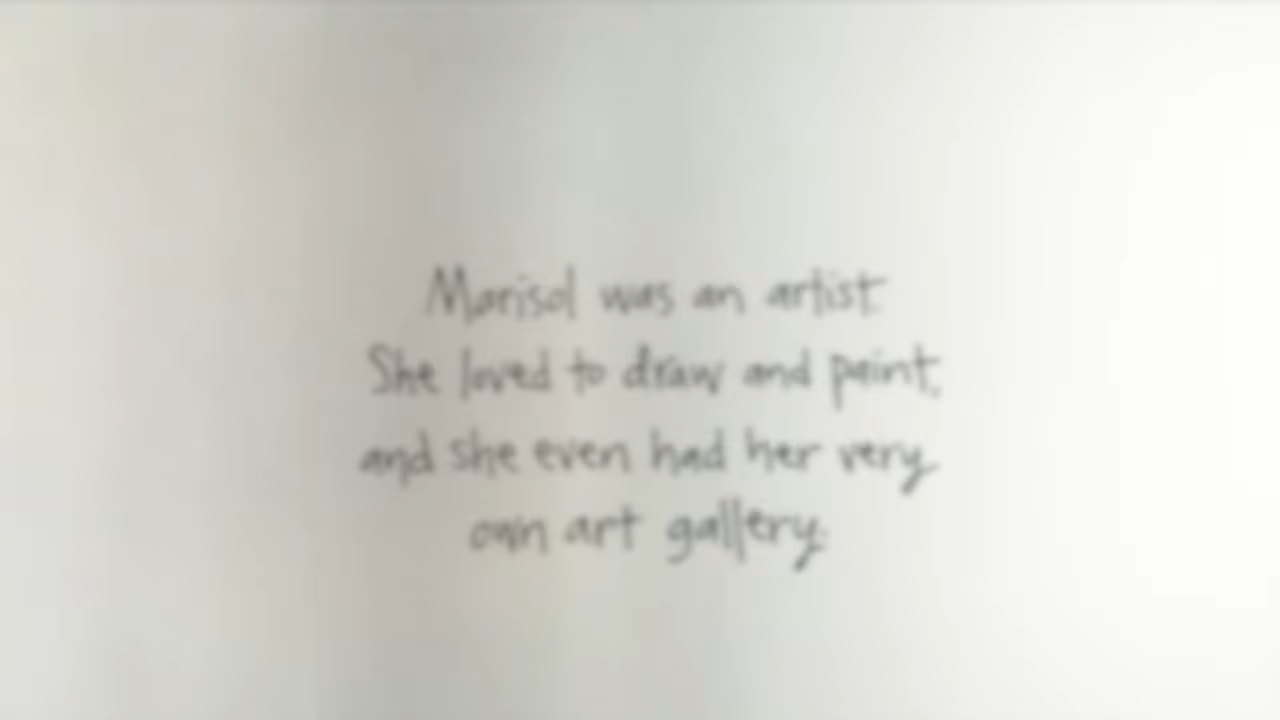 Marisol was an artist.
She loved to draw and paint,
and she even had her very
own art gallery.